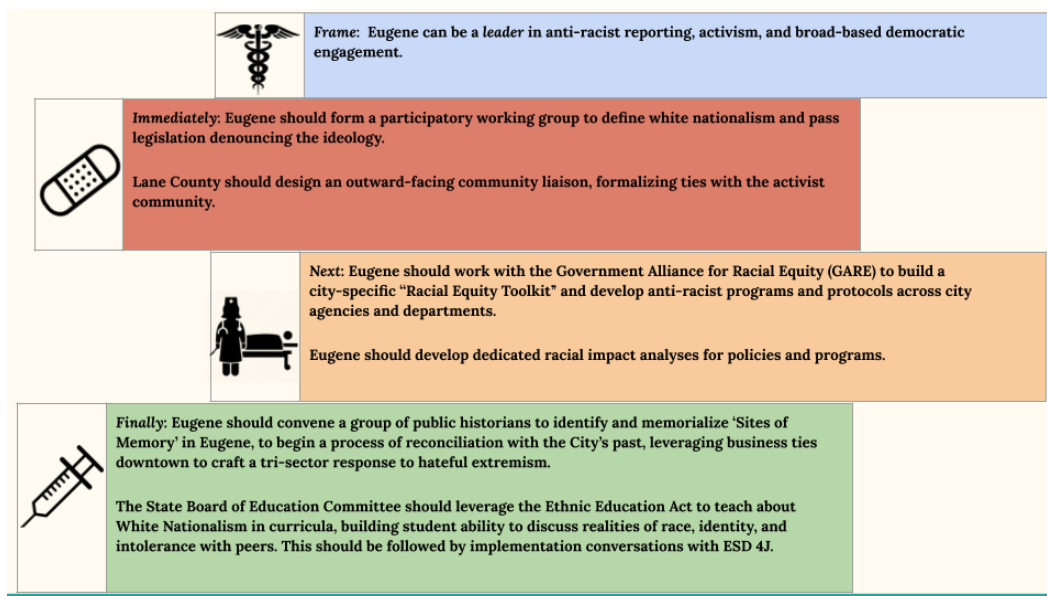 Frame: Eugene can be a leader in anti-racist reporting, activism, and broad-based democratic
engagement.
Immediately: Eugene should form a participatory working group to define white nationalism and pass
legislation denouncing the ideology.
Lane County should design an outward-facing community liaison, formalizing ties with the activist
community.
Next: Eugene should work with the Government Alliance for Racial Equity (GARE) to build a
city-specific “Racial Equity Toolkit” and develop anti-racist programs and protocols across city
agencies and departments.
Eugene should develop dedicated racial impact analyses for policies and programs.
Finally: Eugene should convene a group of public historians to identify and memorialize ‘Sites of
Memory’ in Eugene, to begin a process of reconciliation with the City’s past, leveraging business ties
downtown to craft a tri-sector response to hateful extremism.
The State Board of Education Committee should leverage the Ethnic Education Act to teach about
White Nationalism in curricula, building student ability to discuss realities of race, identity, and
intolerance with peers. This should be followed by implementation conversations with ESD 4J.